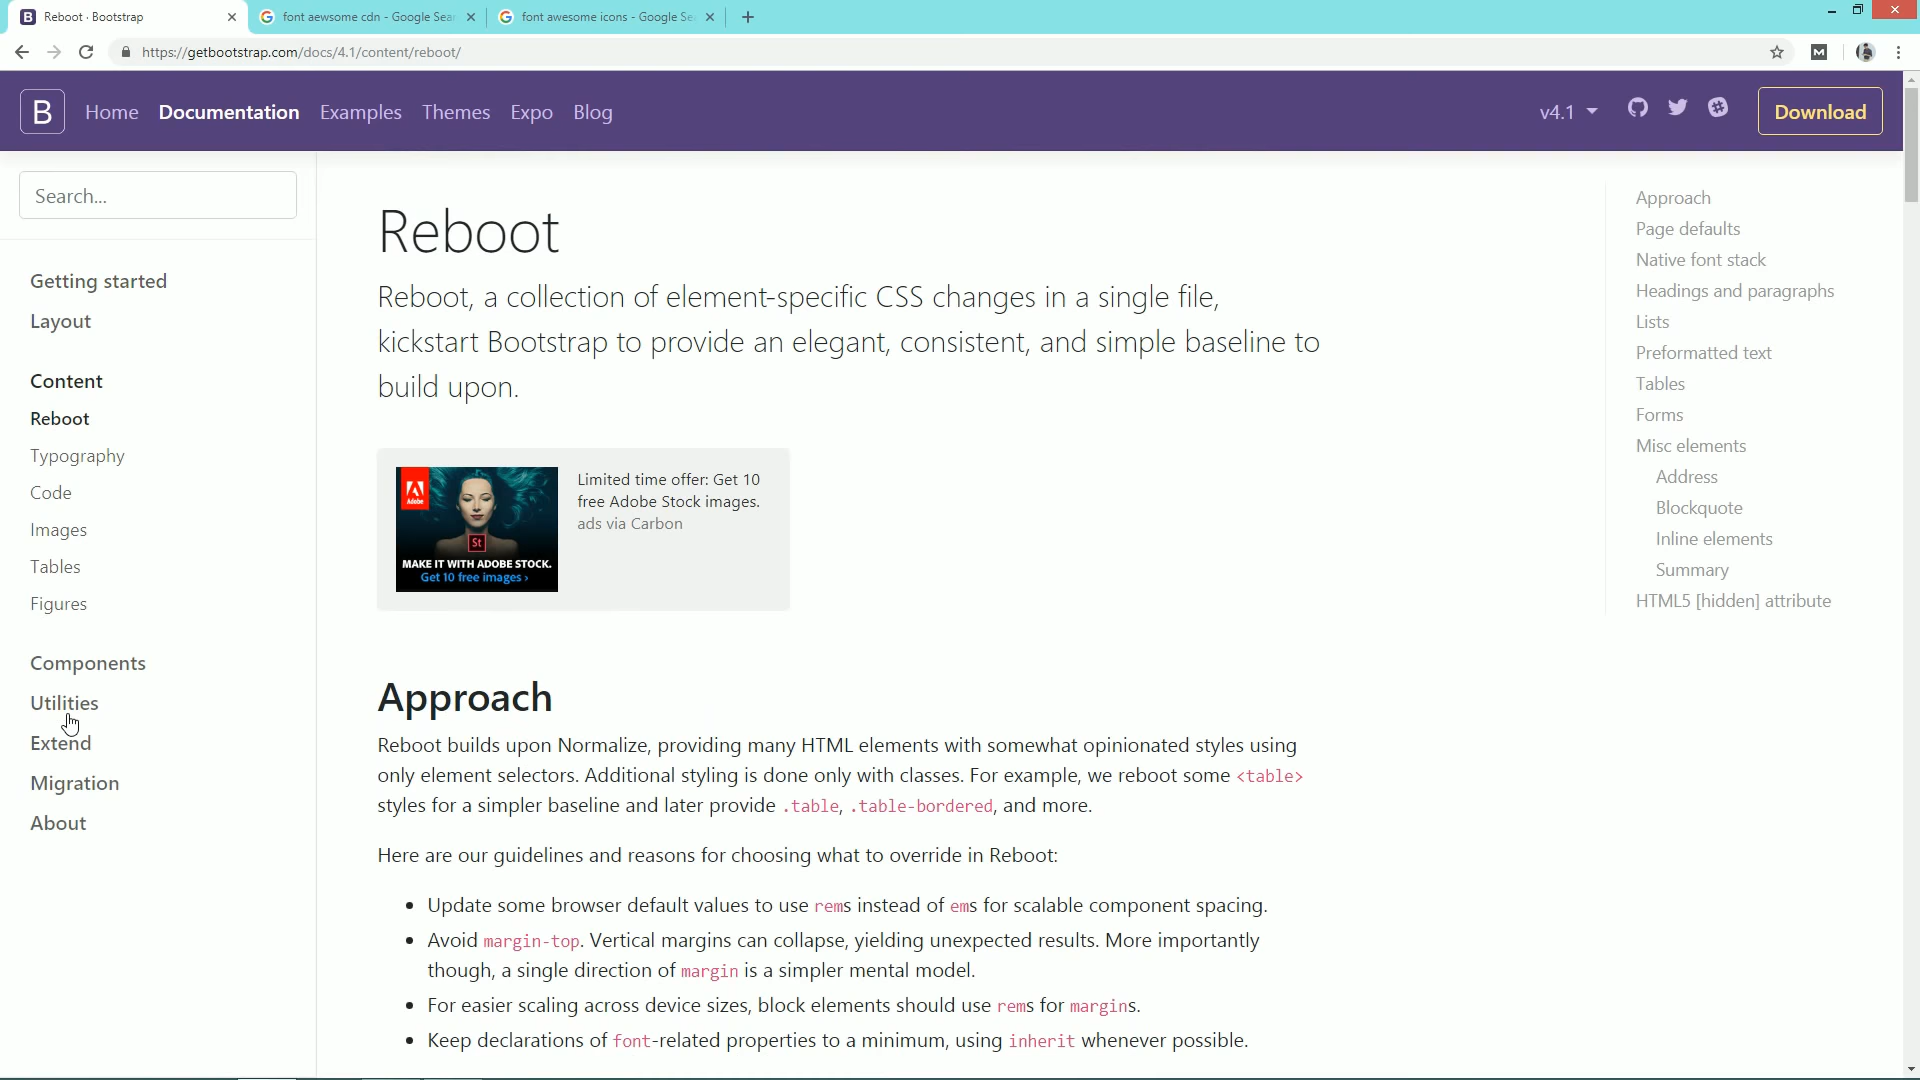 Reboot · Bootstrap
font aewsome cdn - Google Sea
font awesome icons - Google Se
https://getbootstrap.com/docs/4.1/content/reboot/
M
B
Home
Documentation
Examples
Themes
Expo
Blog
v4.1
Download
Search...
Getting started
Layout
Content
Reboot
Typography
Code
Images
Tables
Figures
Components
Utilities
Extend
Migration
About
Reboot
Reboot, a collection of element-specific CSS changes in a single file,
kickstart Bootstrap to provide an elegant, consistent, and simple baseline to
build upon.
Adobe
St
MAKE IT WITH ADOBE STOCK.
Get 10 free images ›
Limited time offer: Get 10
free Adobe Stock images.
ads via Carbon
Approach
Reboot builds upon Normalize, providing many HTML elements with somewhat opinionated styles using
only element selectors. Additional styling is done only with classes. For example, we reboot some <table>
styles for a simpler baseline and later provide .table, .table-bordered, and more.
Here are our guidelines and reasons for choosing what to override in Reboot:
• Update some browser default values to use rems instead of ems for scalable component spacing.
• Avoid margin-top. Vertical margins can collapse, yielding unexpected results. More importantly
though, a single direction of margin is a simpler mental model.
• For easier scaling across device sizes, block elements should use rems for margins.
• Keep declarations of font-related properties to a minimum, using inherit whenever possible.
Approach
Page defaults
Native font stack
Headings and paragraphs
Lists
Preformatted text
Tables
Forms
Misc elements
Address
Blockquote
Inline elements
Summary
HTML5 [hidden] attribute